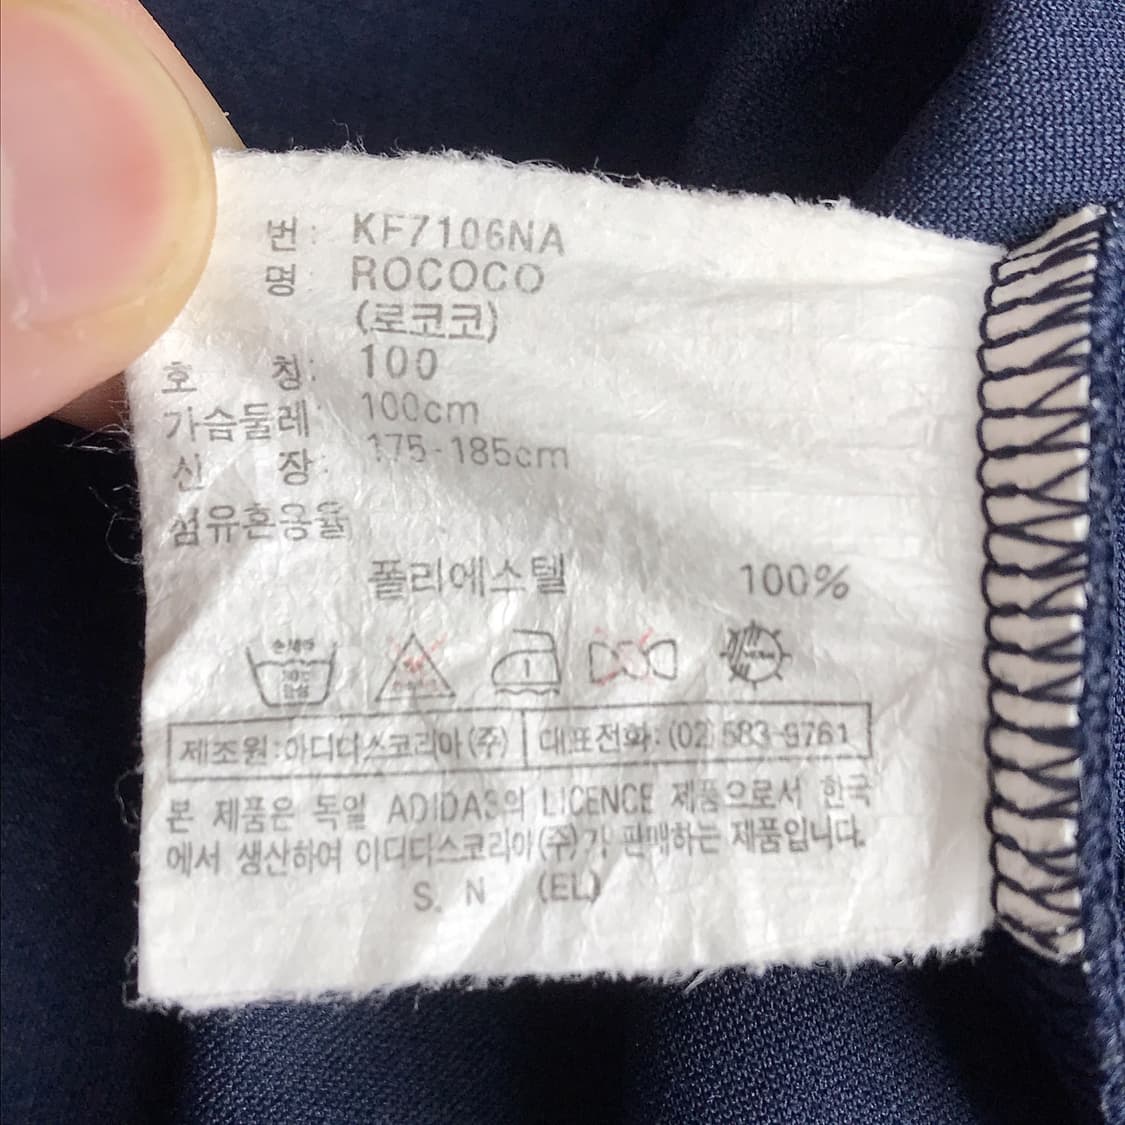 번: KF7106NA
명 ROCOCO
(로코코)
호 칭: 100
가슴둘레: 100cm
신 장: 175-185cm
섬유혼용율
폴리에스텔 100%
손세탁
제조원:아디다스코리아(주) 대표전화:(02)583-9761
본 제품은 독일 ADIDAS의 LICENCE 제품으로서 한국
에서 생산하여 아디다스코리아(주)가 판매하는 제품입니다.
S. N (EL)